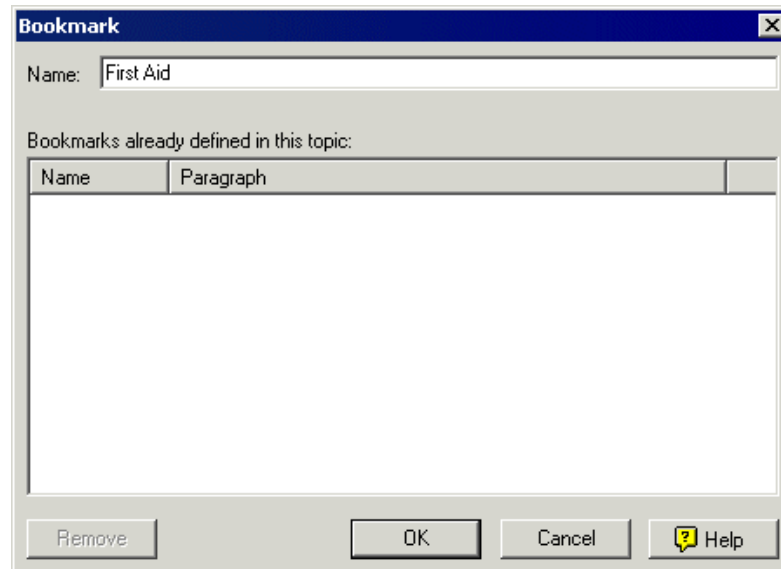 Bookmark
Name: First Aid
Bookmarks already defined in this topic:
Name Paragraph
Remove OK Cancel Help